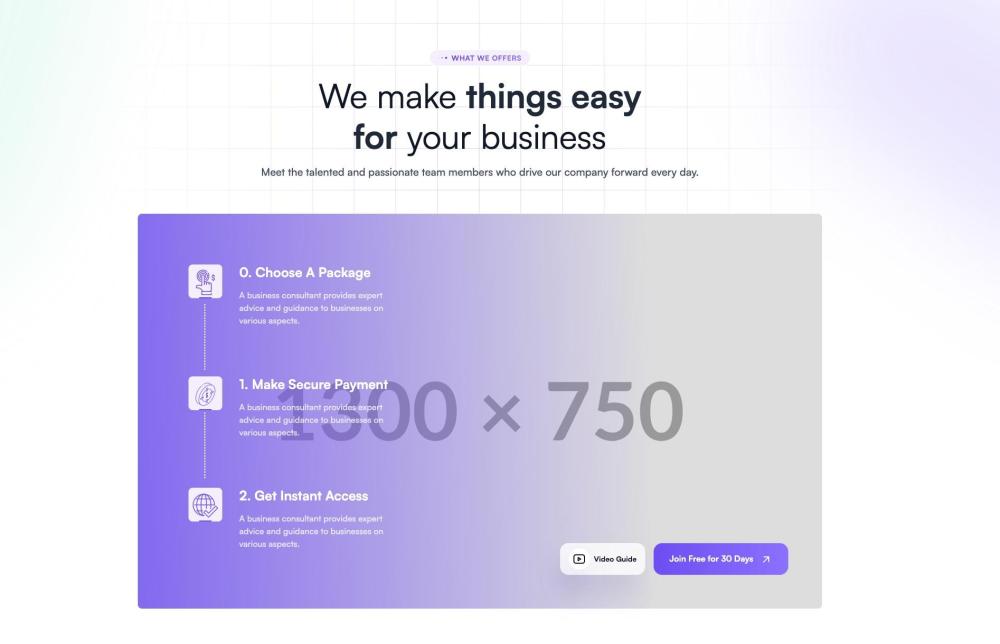 WHAT WE OFFERS
We make things easy
for your business
Meet the talented and passionate team members who drive our company forward every day.
0. Choose A Package
A business consultant provides expert
advice and guidance to businesses on
various aspects.
1. Make Secure Payment
A business consultant provides expert
advice and guidance to businesses on
various aspects.
1300 × 750
2. Get Instant Access
A business consultant provides expert
advice and guidance to businesses on
various aspects.
Video Guide
Join Free for 30 Days